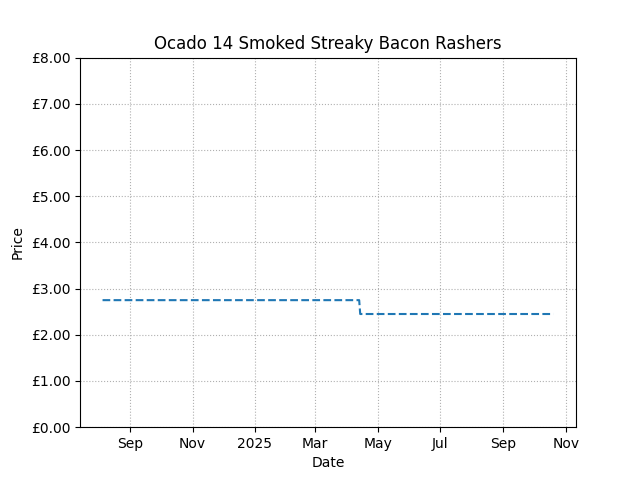 Ocado 14 Smoked Streaky Bacon Rashers
£8.00
£7.00
£6.00
£5.00
£4.00
£3.00
£2.00
£1.00
£0.00
Price
Sep Nov 2025 Mar May Jul Sep Nov
Date